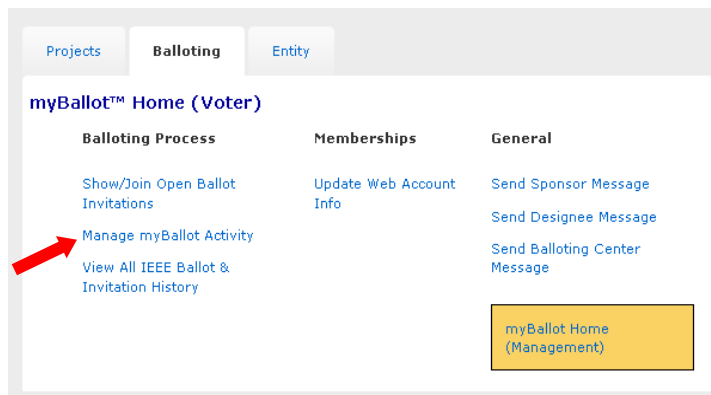 Projects
Balloting
Entity
myBallot™ Home (Voter)
Balloting Process
Show/Join Open Ballot
Invitations
Manage myBallot Activity
View All IEEE Ballot &
Invitation History
Memberships
Update Web Account
Info
General
Send Sponsor Message
Send Designee Message
Send Balloting Center
Message
myBallot Home
(Management)